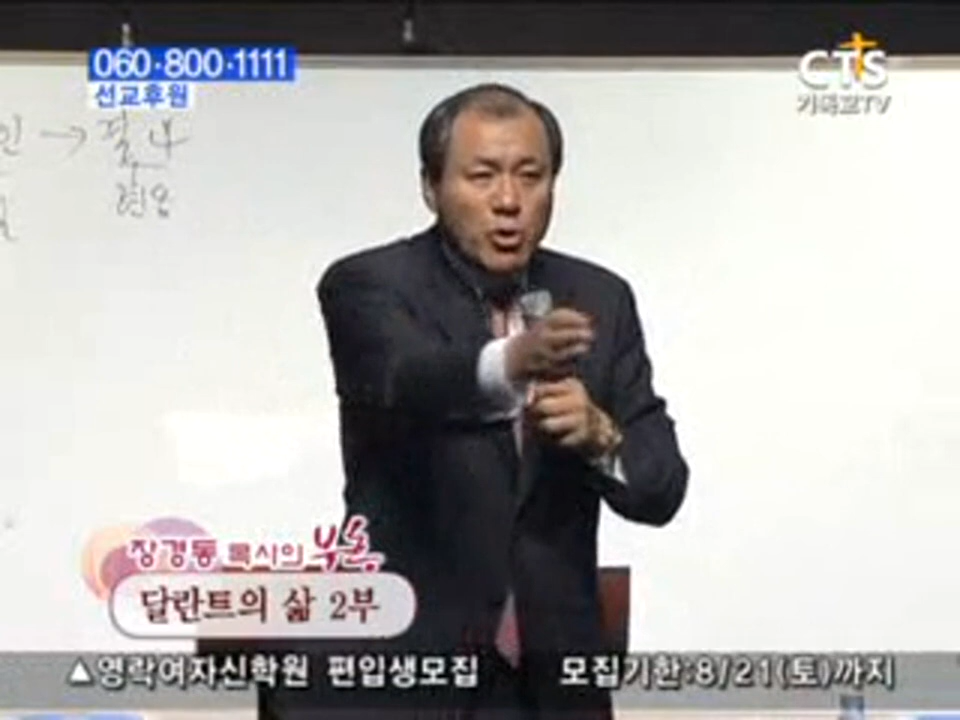 060·800·1111
선교후원
CTS
기독교TV
인 → 필
장경동 목사의 부흥
달란트의 삶 2부
▲영락여자신학원 편입생모집 모집기한:8/21(토)까지